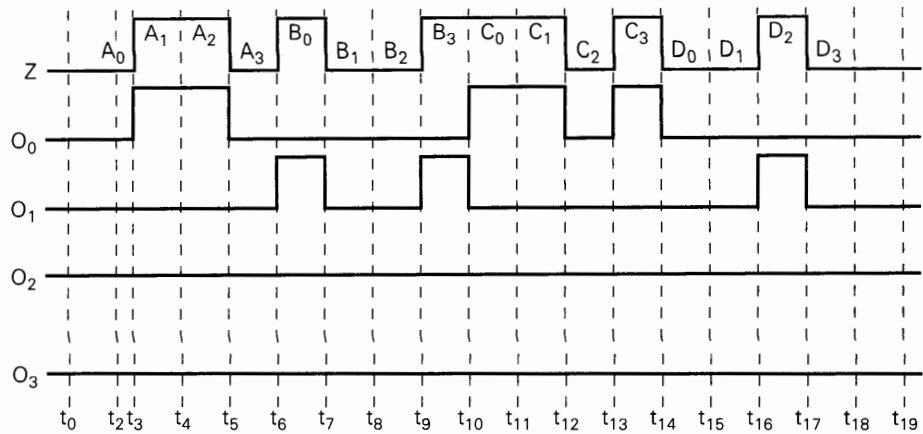 A₀ A₁ A₂ A₃ B₀ B₁ B₂ B₃ C₀ C₁ C₂ C₃ D₀ D₁ D₂ D₃
Z
O₀
O₁
O₂
O₃
t₀ t₂ t₃ t₄ t₅ t₆ t₇ t₈ t₉ t₁₀ t₁₁ t₁₂ t₁₃ t₁₄ t₁₅ t₁₆ t₁₇ t₁₈ t₁₉